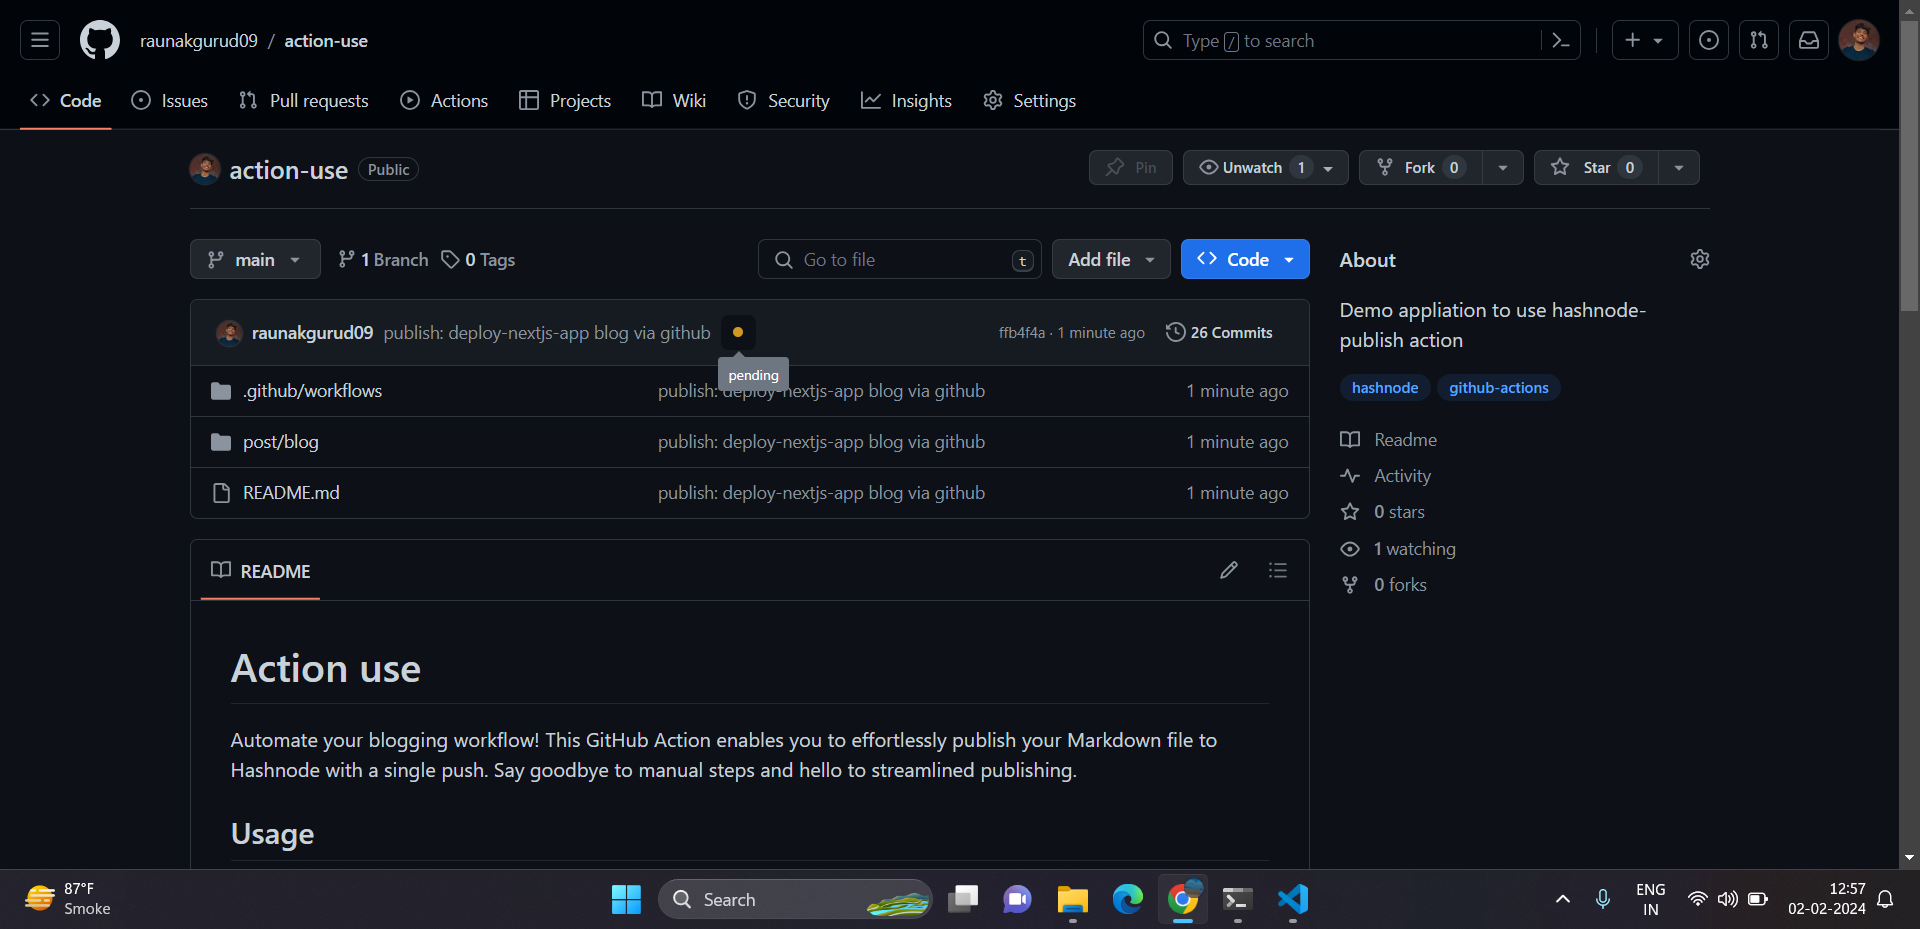 raunakgurud09 / action-use
Type / to search
Code Issues Pull requests Actions Projects Wiki Security Insights Settings
action-use Public
Pin Unwatch 1 Fork 0 Star 0
main 1 Branch 0 Tags Go to file t Add file Code
raunakgurud09 publish: deploy-nextjs-app blog via github ffb4f4a · 1 minute ago 26 Commits
pending
.github/workflows publish: deploy-nextjs-app blog via github 1 minute ago
post/blog publish: deploy-nextjs-app blog via github 1 minute ago
README.md publish: deploy-nextjs-app blog via github 1 minute ago
README
Action use
Automate your blogging workflow! This GitHub Action enables you to effortlessly publish your Markdown file to
Hashnode with a single push. Say goodbye to manual steps and hello to streamlined publishing.
Usage
About
Demo appliation to use hashnode-
publish action
hashnode github-actions
Readme
Activity
0 stars
1 watching
0 forks
87°F
Smoke
Search
ENG
IN
12:57
02-02-2024